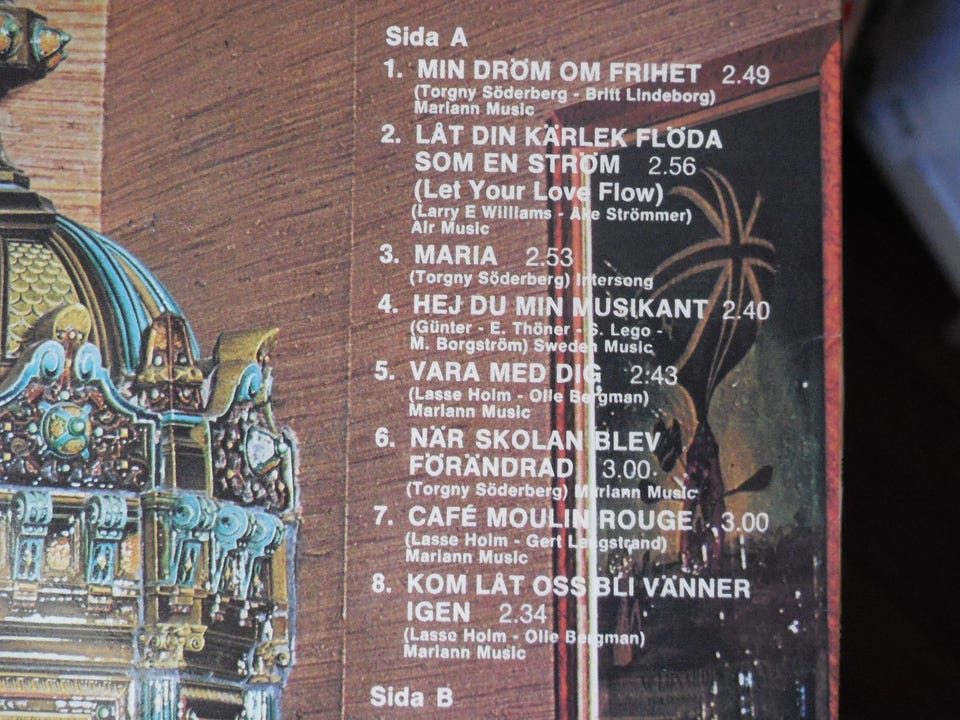 Sida A
1. MIN DRÖM OM FRIHET 2.49
(Torgny Söderberg - Britt Lindeborg)
Mariann Music
2. LÅT DIN KÄRLEK FLÖDA
SOM EN STRÖM 2.56
(Let Your Love Flow)
(Larry E Williams - Åke Strömmer)
Air Music
3. MARIA 2.53
(Torgny Söderberg) Intersong
4. HEJ DU MIN MUSIKANT 2.40
(Günter - E. Thöner - S. Lego -
M. Borgström) Sweden Music
5. VARA MED DIG 2:43
(Lasse Holm - Olle Bergman)
Mariann Music
6. NÄR SKOLAN BLEV
FÖRÄNDRAD 3.00
(Torgny Söderberg) Mariann Music
7. CAFÉ MOULIN ROUGE 3.00
(Lasse Holm - Gert Lengstrand)
Mariann Music
8. KOM LÅT OSS BLI VÄNNER
IGEN 2.34
(Lasse Holm - Olle Bergman)
Mariann Music
Sida B